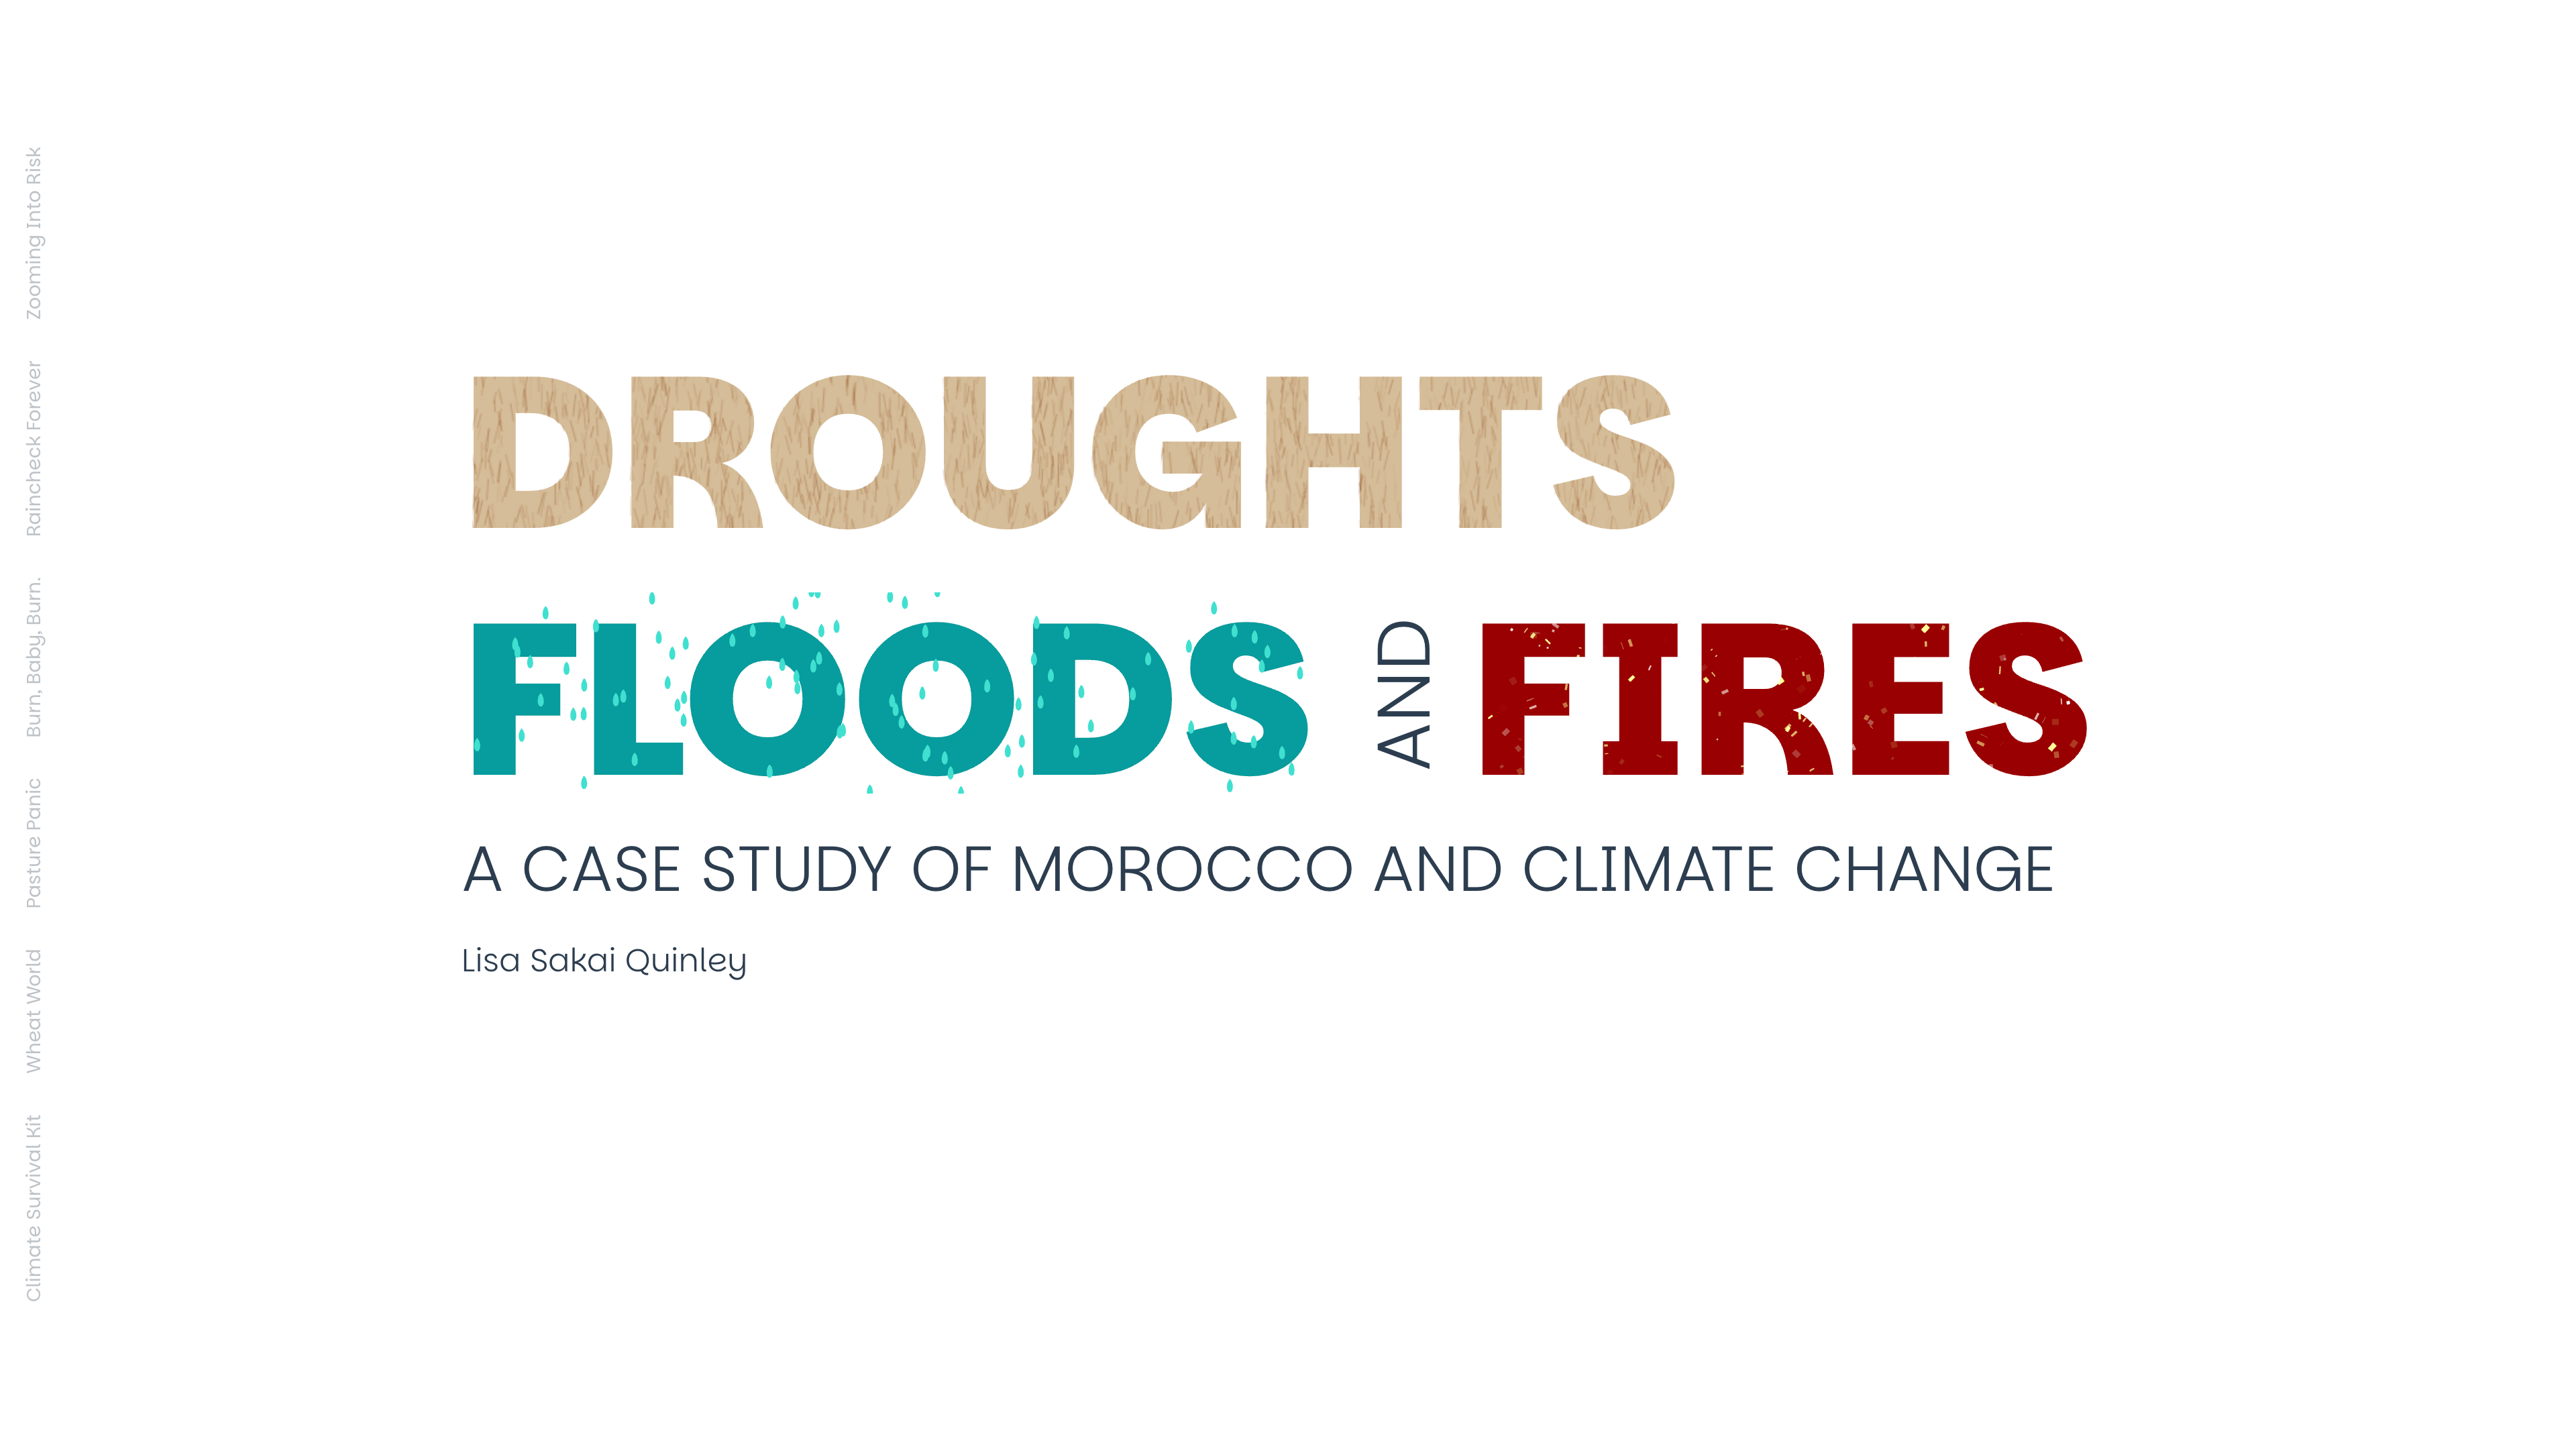 Zooming Into Risk
Raincheck Forever
Burn, Baby, Burn.
Pasture Panic
Wheat World
Climate Survival Kit
DROUGHTS
FLOODS AND FIRES
A CASE STUDY OF MOROCCO AND CLIMATE CHANGE
Lisa Sakai Quinley